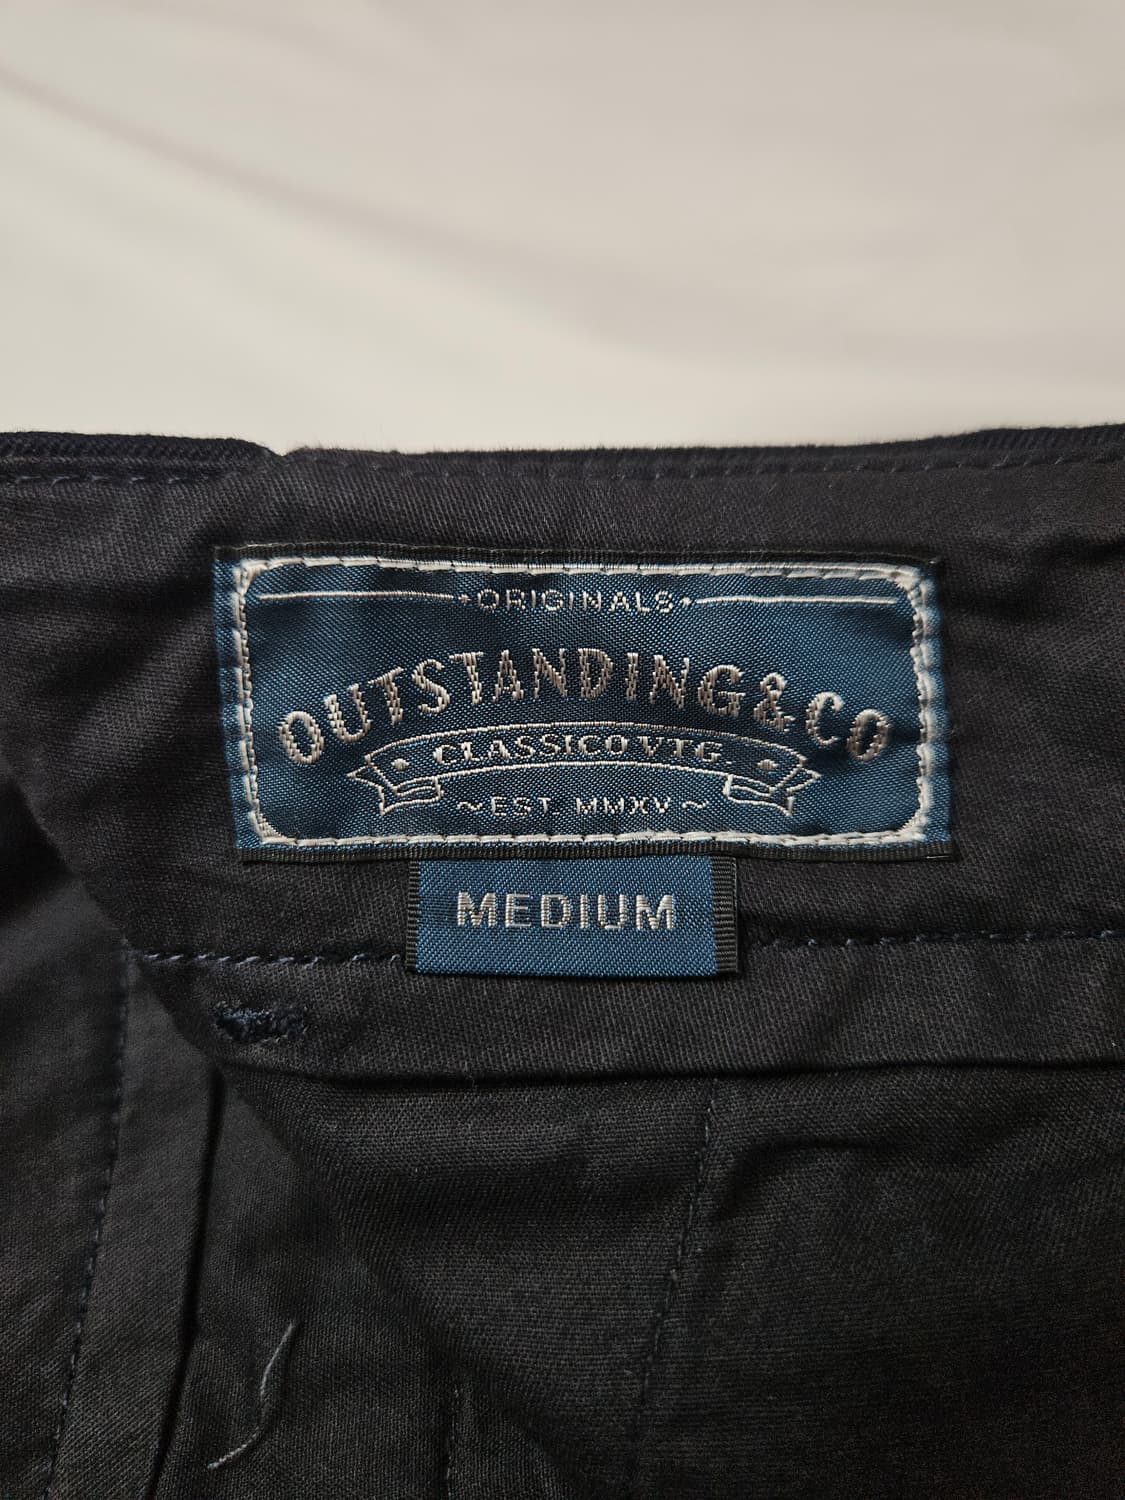 ORIGINALS
OUTSTANDING&CO
CLASSICO VTG
~EST. MMXV~
MEDIUM